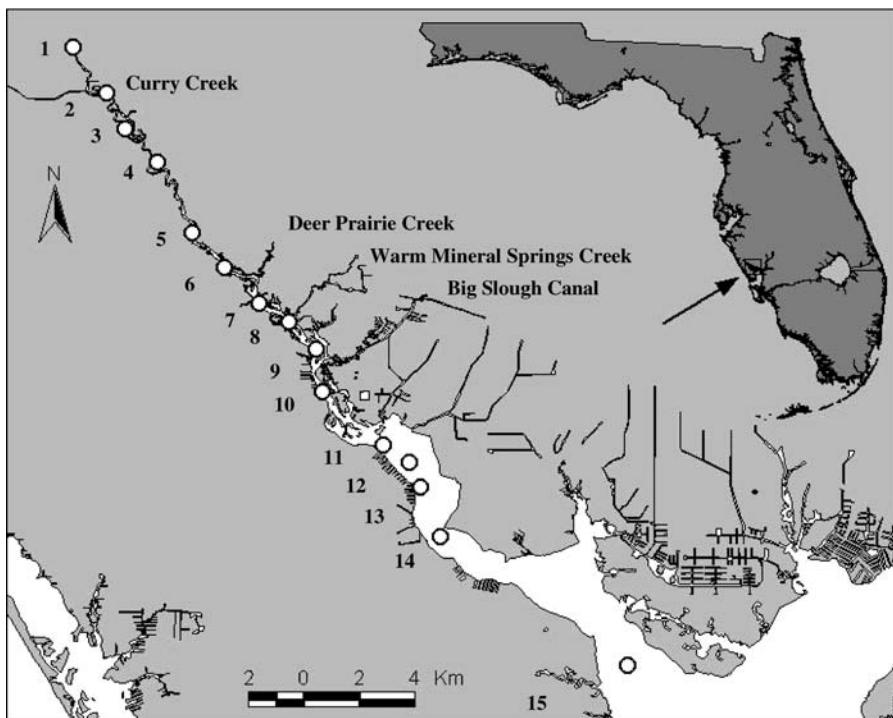 1
Curry Creek
2
3
4
N
5
Deer Prairie Creek
Warm Mineral Springs Creek
6
Big Slough Canal
7
8
9
10
11
12
13
14
2 0 2 4 Km
15